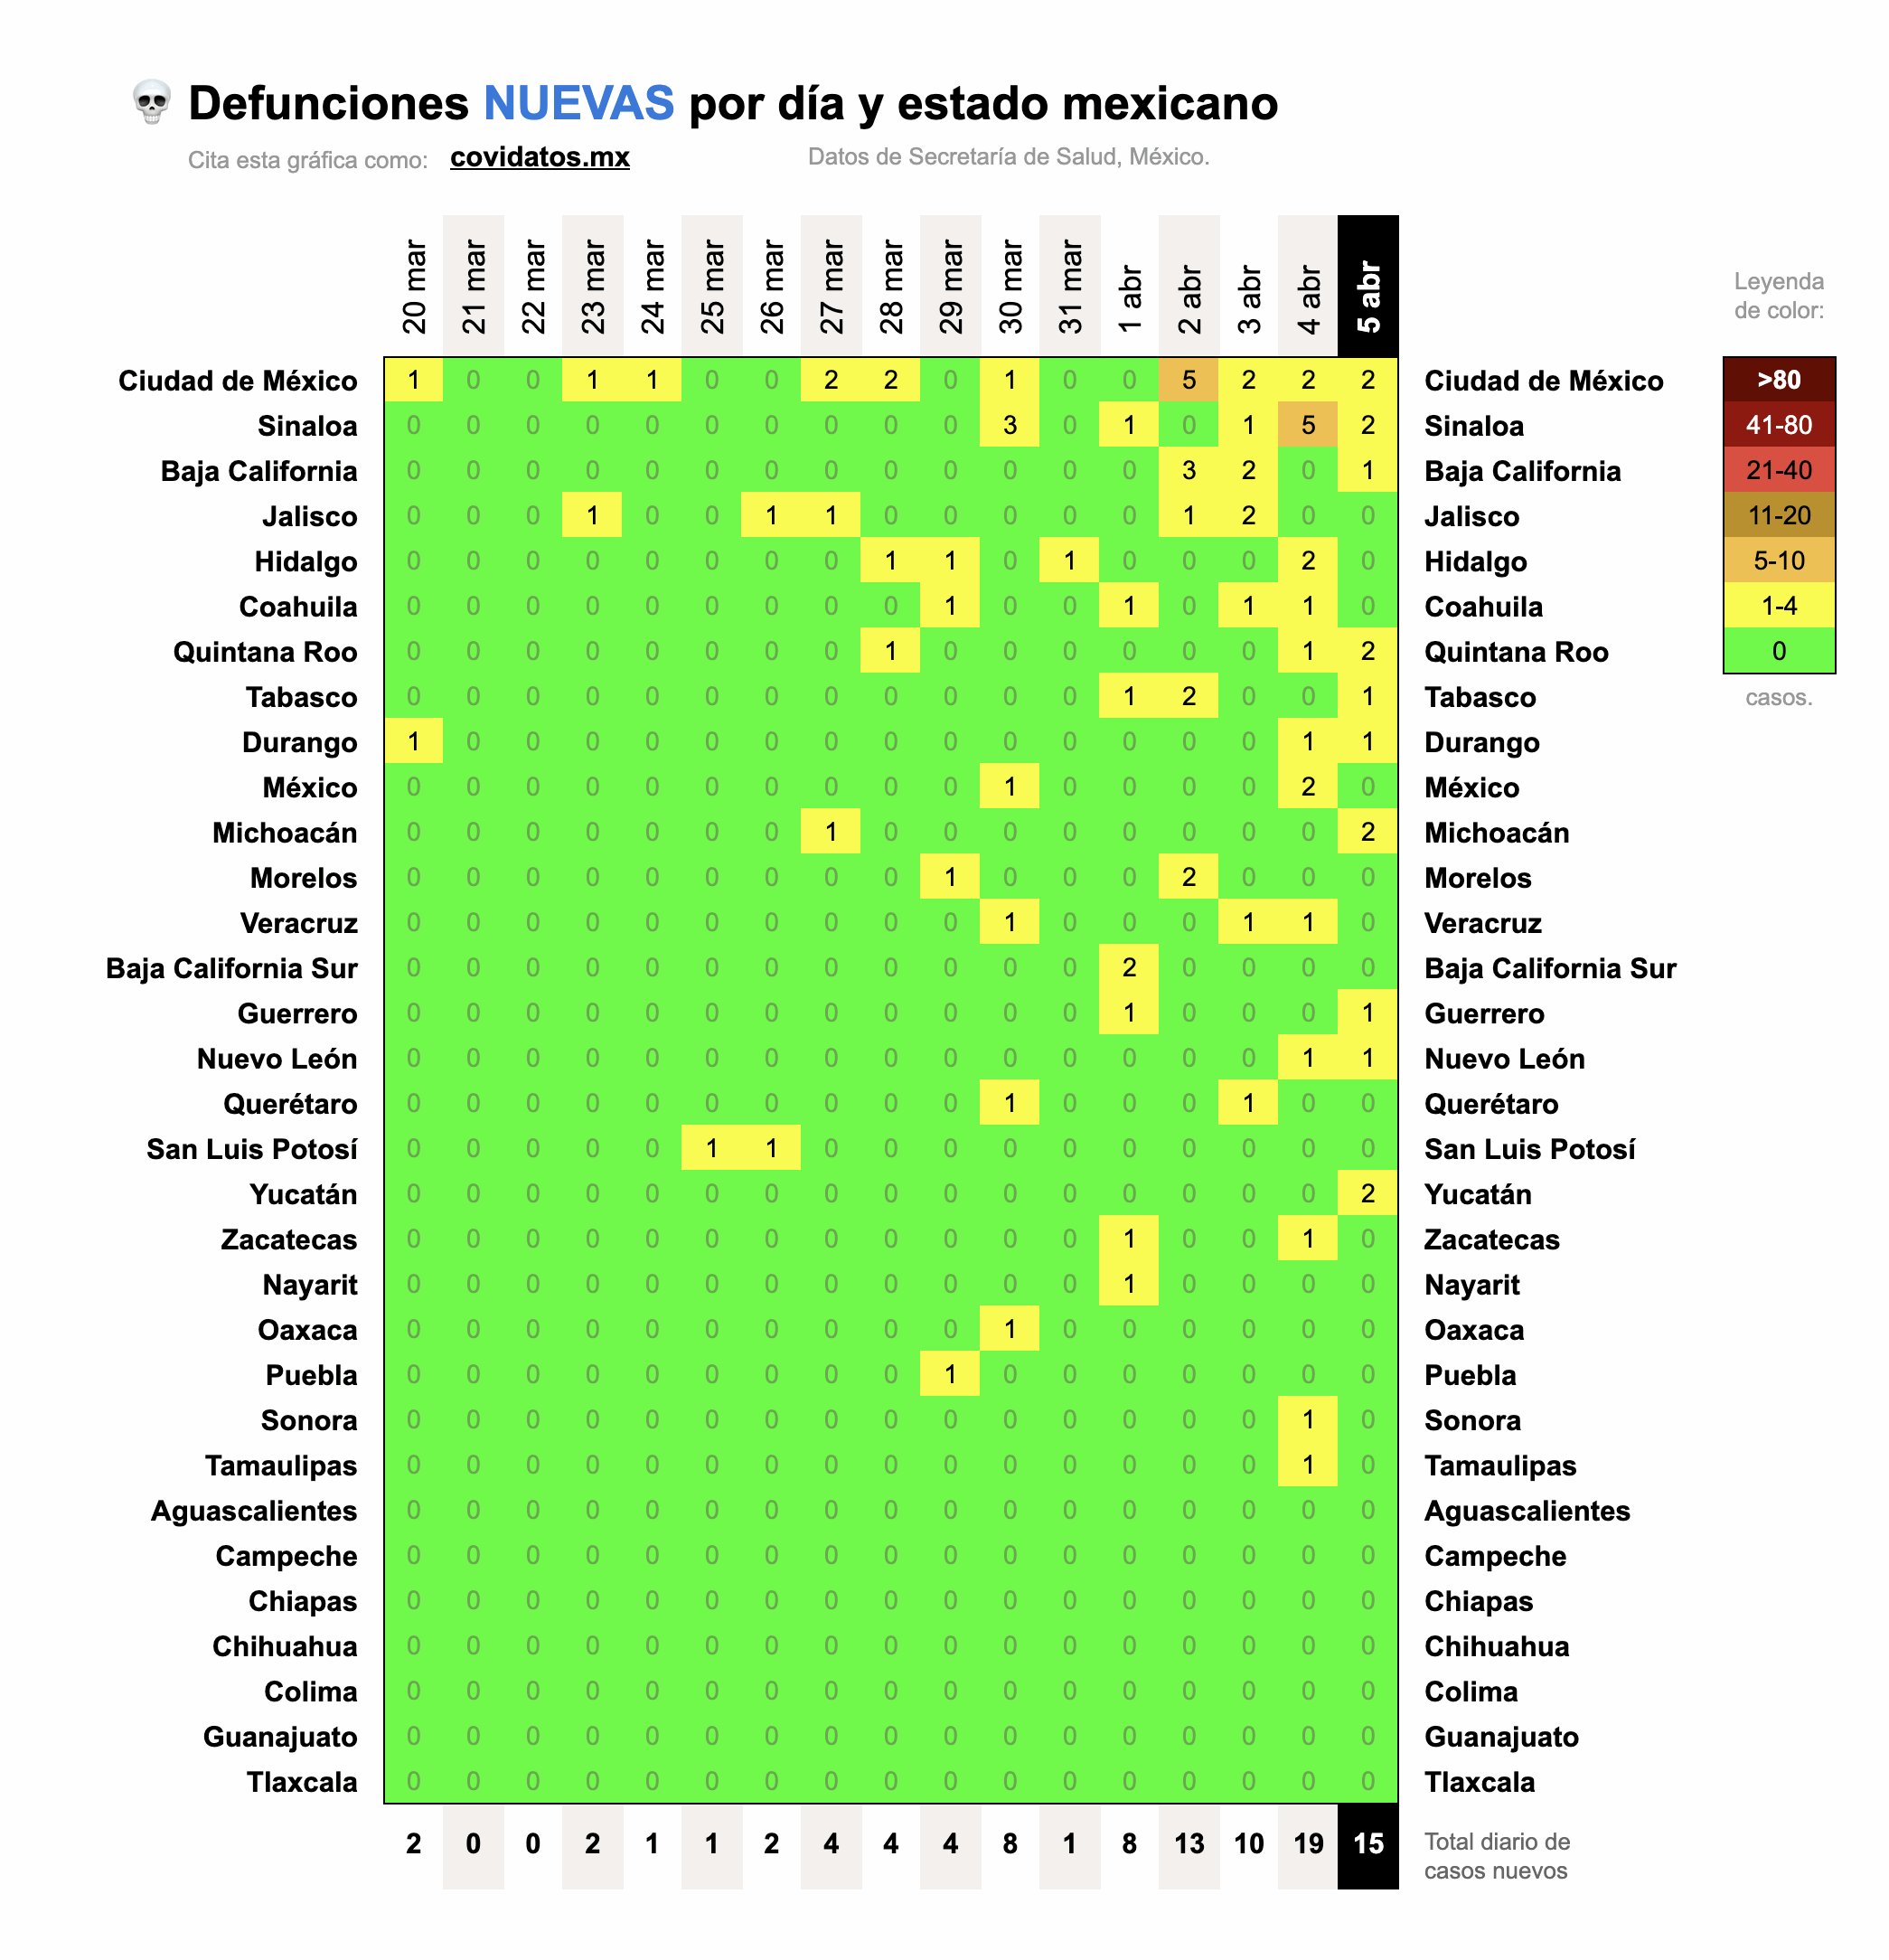 💀 Defunciones NUEVAS por día y estado mexicano
Cita esta gráfica como: covidatos.mx Datos de Secretaría de Salud, México.
20 mar 21 mar 22 mar 23 mar 24 mar 25 mar 26 mar 27 mar 28 mar 29 mar 30 mar 31 mar 1 abr 2 abr 3 abr 4 abr 5 abr
Leyenda
de color:
Ciudad de México 1 0 0 1 1 0 0 2 2 0 1 0 0 5 2 2 2 Ciudad de México >80
Sinaloa 0 0 0 0 0 0 0 0 0 0 3 0 1 0 1 5 2 Sinaloa 41-80
Baja California 0 0 0 0 0 0 0 0 0 0 0 0 0 3 2 0 1 Baja California 21-40
Jalisco 0 0 0 1 0 0 1 1 0 0 0 0 0 1 2 0 0 Jalisco 11-20
Hidalgo 0 0 0 0 0 0 0 0 1 1 0 1 0 0 0 2 0 Hidalgo 5-10
Coahuila 0 0 0 0 0 0 0 0 0 1 0 0 1 0 1 1 0 Coahuila 1-4
Quintana Roo 0 0 0 0 0 0 0 0 1 0 0 0 0 0 0 1 2 Quintana Roo 0
Tabasco 0 0 0 0 0 0 0 0 0 0 0 0 1 2 0 0 1 Tabasco casos.
Durango 1 0 0 0 0 0 0 0 0 0 0 0 0 0 0 1 1 Durango
México 0 0 0 0 0 0 0 0 0 0 1 0 0 0 0 2 0 México
Michoacán 0 0 0 0 0 0 0 1 0 0 0 0 0 0 0 0 2 Michoacán
Morelos 0 0 0 0 0 0 0 0 0 1 0 0 0 2 0 0 0 Morelos
Veracruz 0 0 0 0 0 0 0 0 0 0 1 0 0 0 1 1 0 Veracruz
Baja California Sur 0 0 0 0 0 0 0 0 0 0 0 0 2 0 0 0 0 Baja California Sur
Guerrero 0 0 0 0 0 0 0 0 0 0 0 0 1 0 0 0 1 Guerrero
Nuevo León 0 0 0 0 0 0 0 0 0 0 0 0 0 0 0 1 1 Nuevo León
Querétaro 0 0 0 0 0 0 0 0 0 0 1 0 0 0 1 0 0 Querétaro
San Luis Potosí 0 0 0 0 0 1 1 0 0 0 0 0 0 0 0 0 0 San Luis Potosí
Yucatán 0 0 0 0 0 0 0 0 0 0 0 0 0 0 0 0 2 Yucatán
Zacatecas 0 0 0 0 0 0 0 0 0 0 0 0 1 0 0 1 0 Zacatecas
Nayarit 0 0 0 0 0 0 0 0 0 0 0 0 1 0 0 0 0 Nayarit
Oaxaca 0 0 0 0 0 0 0 0 0 0 1 0 0 0 0 0 0 Oaxaca
Puebla 0 0 0 0 0 0 0 0 0 1 0 0 0 0 0 0 0 Puebla
Sonora 0 0 0 0 0 0 0 0 0 0 0 0 0 0 0 1 0 Sonora
Tamaulipas 0 0 0 0 0 0 0 0 0 0 0 0 0 0 0 1 0 Tamaulipas
Aguascalientes 0 0 0 0 0 0 0 0 0 0 0 0 0 0 0 0 0 Aguascalientes
Campeche 0 0 0 0 0 0 0 0 0 0 0 0 0 0 0 0 0 Campeche
Chiapas 0 0 0 0 0 0 0 0 0 0 0 0 0 0 0 0 0 Chiapas
Chihuahua 0 0 0 0 0 0 0 0 0 0 0 0 0 0 0 0 0 Chihuahua
Colima 0 0 0 0 0 0 0 0 0 0 0 0 0 0 0 0 0 Colima
Guanajuato 0 0 0 0 0 0 0 0 0 0 0 0 0 0 0 0 0 Guanajuato
Tlaxcala 0 0 0 0 0 0 0 0 0 0 0 0 0 0 0 0 0 Tlaxcala
2 0 0 2 1 1 2 4 4 4 8 1 8 13 10 19 15 Total diario de
casos nuevos